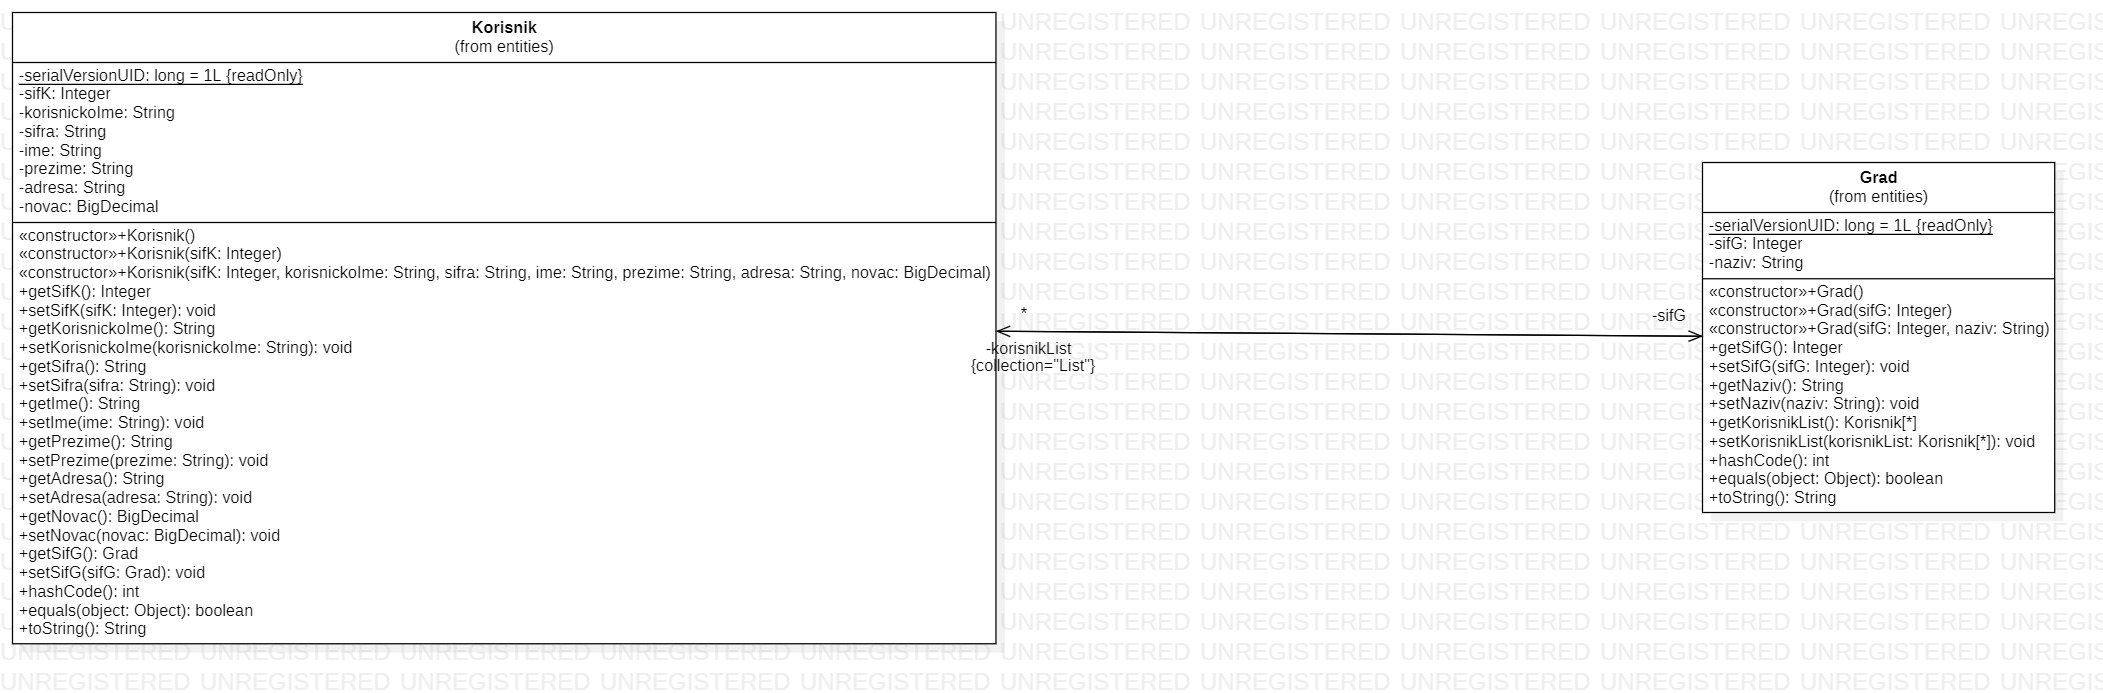 Korisnik
(from entities)
-serialVersionUID: long = 1L {readOnly}
-sifK: Integer
-korisnickoIme: String
-sifra: String
-ime: String
-prezime: String
-adresa: String
-novac: BigDecimal
«constructor»+Korisnik()
«constructor»+Korisnik(sifK: Integer)
«constructor»+Korisnik(sifK: Integer, korisnickoIme: String, sifra: String, ime: String, prezime: String, adresa: String, novac: BigDecimal)
+getSifK(): Integer
+setSifK(sifK: Integer): void
+getKorisnickoIme(): String
+setKorisnickoIme(korisnickoIme: String): void
+getSifra(): String
+setSifra(sifra: String): void
+getIme(): String
+setIme(ime: String): void
+getPrezime(): String
+setPrezime(prezime: String): void
+getAdresa(): String
+setAdresa(adresa: String): void
+getNovac(): BigDecimal
+setNovac(novac: BigDecimal): void
+getSifG(): Grad
+setSifG(sifG: Grad): void
+hashCode(): int
+equals(object: Object): boolean
+toString(): String
*
-korisnikList
{collection="List"}
-sifG
Grad
(from entities)
-serialVersionUID: long = 1L {readOnly}
-sifG: Integer
-naziv: String
«constructor»+Grad()
«constructor»+Grad(sifG: Integer)
«constructor»+Grad(sifG: Integer, naziv: String)
+getSifG(): Integer
+setSifG(sifG: Integer): void
+getNaziv(): String
+setNaziv(naziv: String): void
+getKorisnikList(): Korisnik[*]
+setKorisnikList(korisnikList: Korisnik[*]): void
+hashCode(): int
+equals(object: Object): boolean
+toString(): String
UNREGISTERED